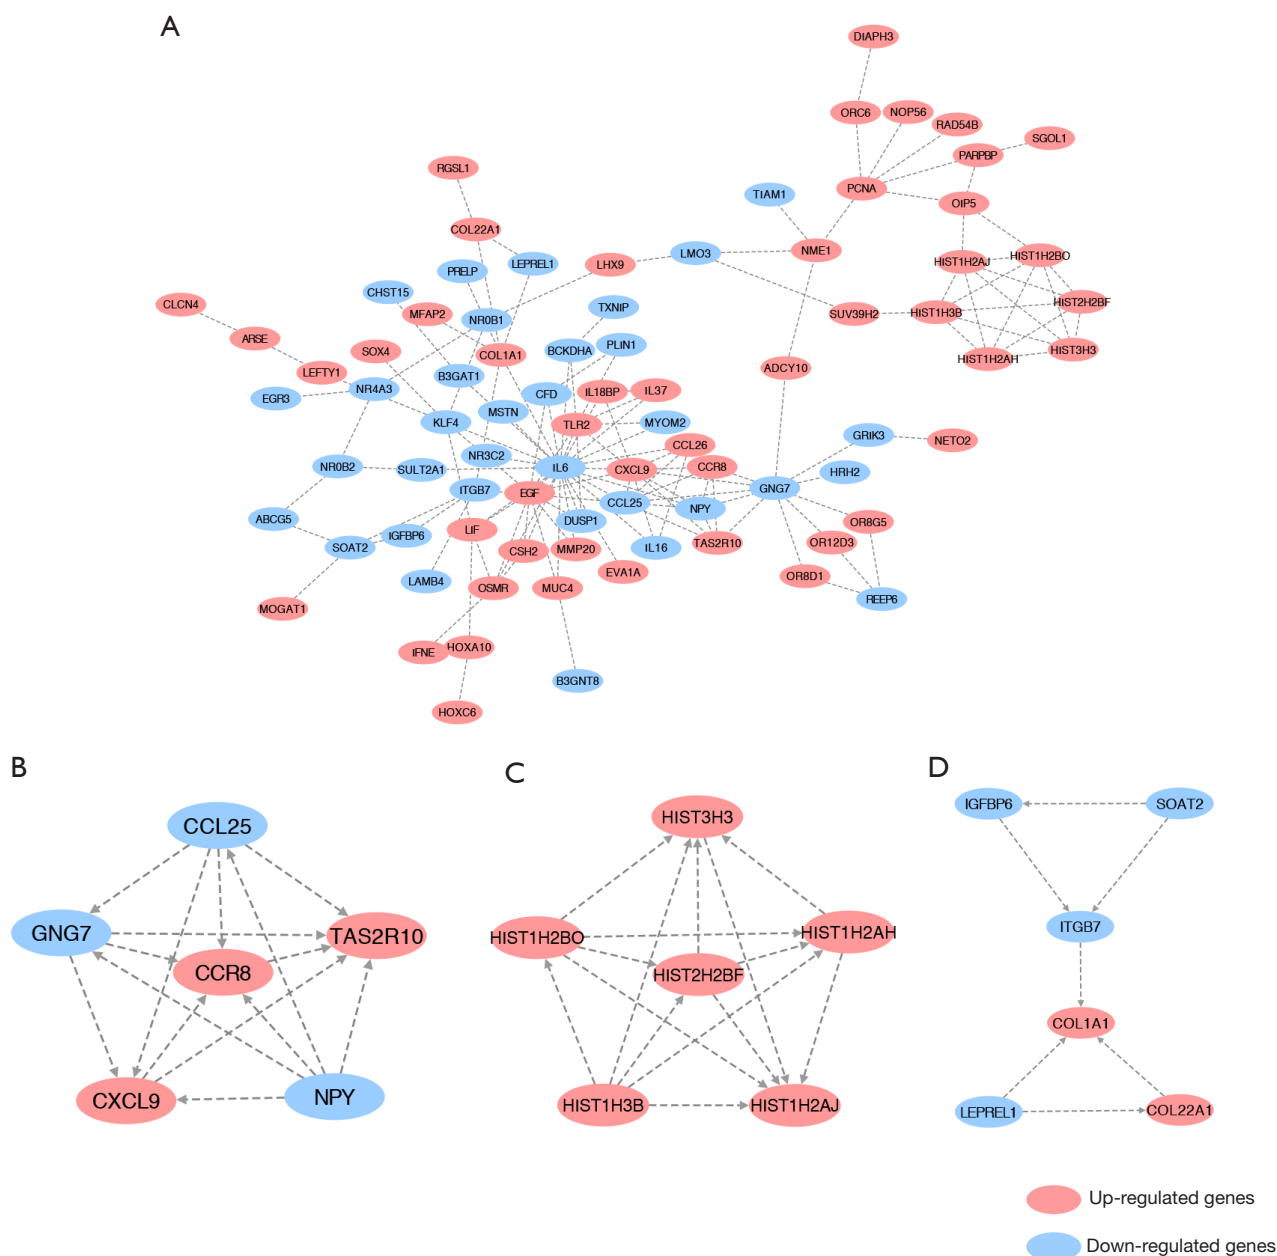 A
DIAPH3
ORC6
NOP56
RAD54B
SGOL1
PARPBP
RGSL1
PCNA
TIAM1
OIP5
COL22A1
LEPREL1
LMO3
NME1
PRELP
LHX9
HIST1H2AJ
HIST1H2BO
CHST15
TXNIP
CLCN4
MFAP2
NR0B1
SUV39H2
HIST1H3B
HIST2H2BF
ARSE
SOX4
COL1A1
BCKDHA
PLIN1
HIST1H2AH
HIST3H3
LEFTY1
B3GAT1
ADCY10
EGR3
NR4A3
CFD
IL18BP
IL37
KLF4
MSTN
TLR2
MYOM2
GRIK3
NETO2
CCL26
NR0B2
SULT2A1
NR3C2
IL6
CXCL9
CCR8
HRH2
ITGB7
EGF
CCL25
NPY
GNG7
ABCG5
LIF
DUSP1
OR8G5
SOAT2
IGFBP6
CSH2
MMP20
IL16
TAS2R10
OR12D3
LAMB4
OSMR
MUC4
EVA1A
OR8D1
REEP6
MOGAT1
IFNE
HOXA10
B3GNT8
HOXC6
B
CCL25
GNG7
TAS2R10
CCR8
CXCL9
NPY
C
HIST3H3
HIST1H2BO
HIST1H2AH
HIST2H2BF
HIST1H3B
HIST1H2AJ
D
IGFBP6
SOAT2
ITGB7
COL1A1
LEPREL1
COL22A1
Up-regulated genes
Down-regulated genes